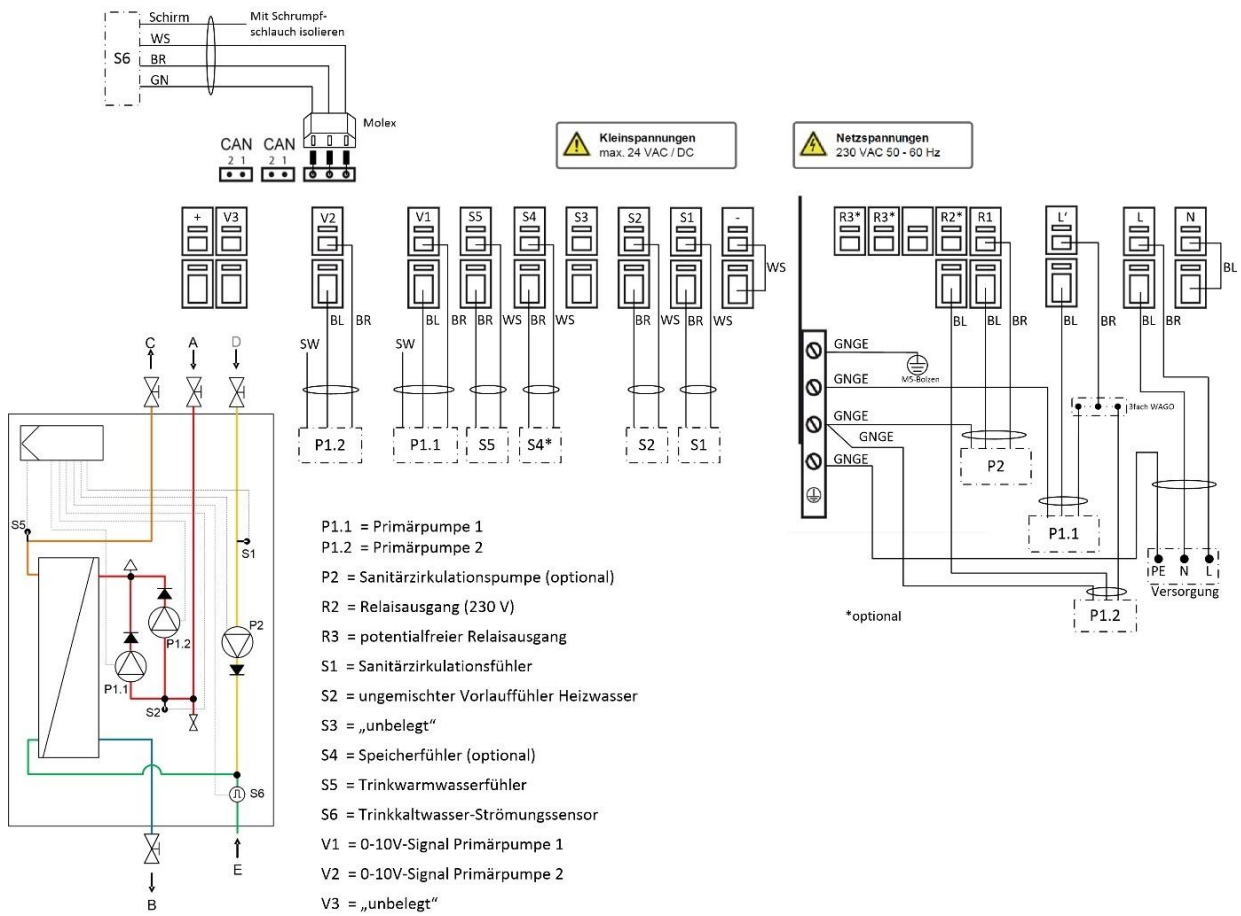 Schirm
Mit Schrumpf-
schlauch isolieren
WS
S6
BR
GN
Molex
CAN CAN
2 1 2 1
Kleinspannungen
max. 24 VAC / DC
Netzspannungen
230 VAC 50 - 60 Hz
+ V3 V2 V1 S5 S4 S3 S2 S1 -
R3* R3* R2* R1 L' L N
WS
BL
BL BR BL BR BR WS BR WS BR WS BR WS
BL BL BR BL BR BL BR
SW SW
P1.2 P1.1 S5 S4* S2 S1
GNGE
M5-Bolzen
GNGE
3fach WAGO
GNGE
GNGE
GNGE
P2
P1.1
PE N L
Versorgung
P1.2
*optional
C A D
S5
S1
P2
P1.2
P1.1
S2
S6
E
B
P1.1 = Primärpumpe 1
P1.2 = Primärpumpe 2
P2 = Sanitärzirkulationspumpe (optional)
R2 = Relaisausgang (230 V)
R3 = potentialfreier Relaisausgang
S1 = Sanitärzirkulationsfühler
S2 = ungemischter Vorlauffühler Heizwasser
S3 = „unbelegt“
S4 = Speicherfühler (optional)
S5 = Trinkwarmwasserfühler
S6 = Trinkkaltwasser-Strömungssensor
V1 = 0-10V-Signal Primärpumpe 1
V2 = 0-10V-Signal Primärpumpe 2
V3 = „unbelegt“